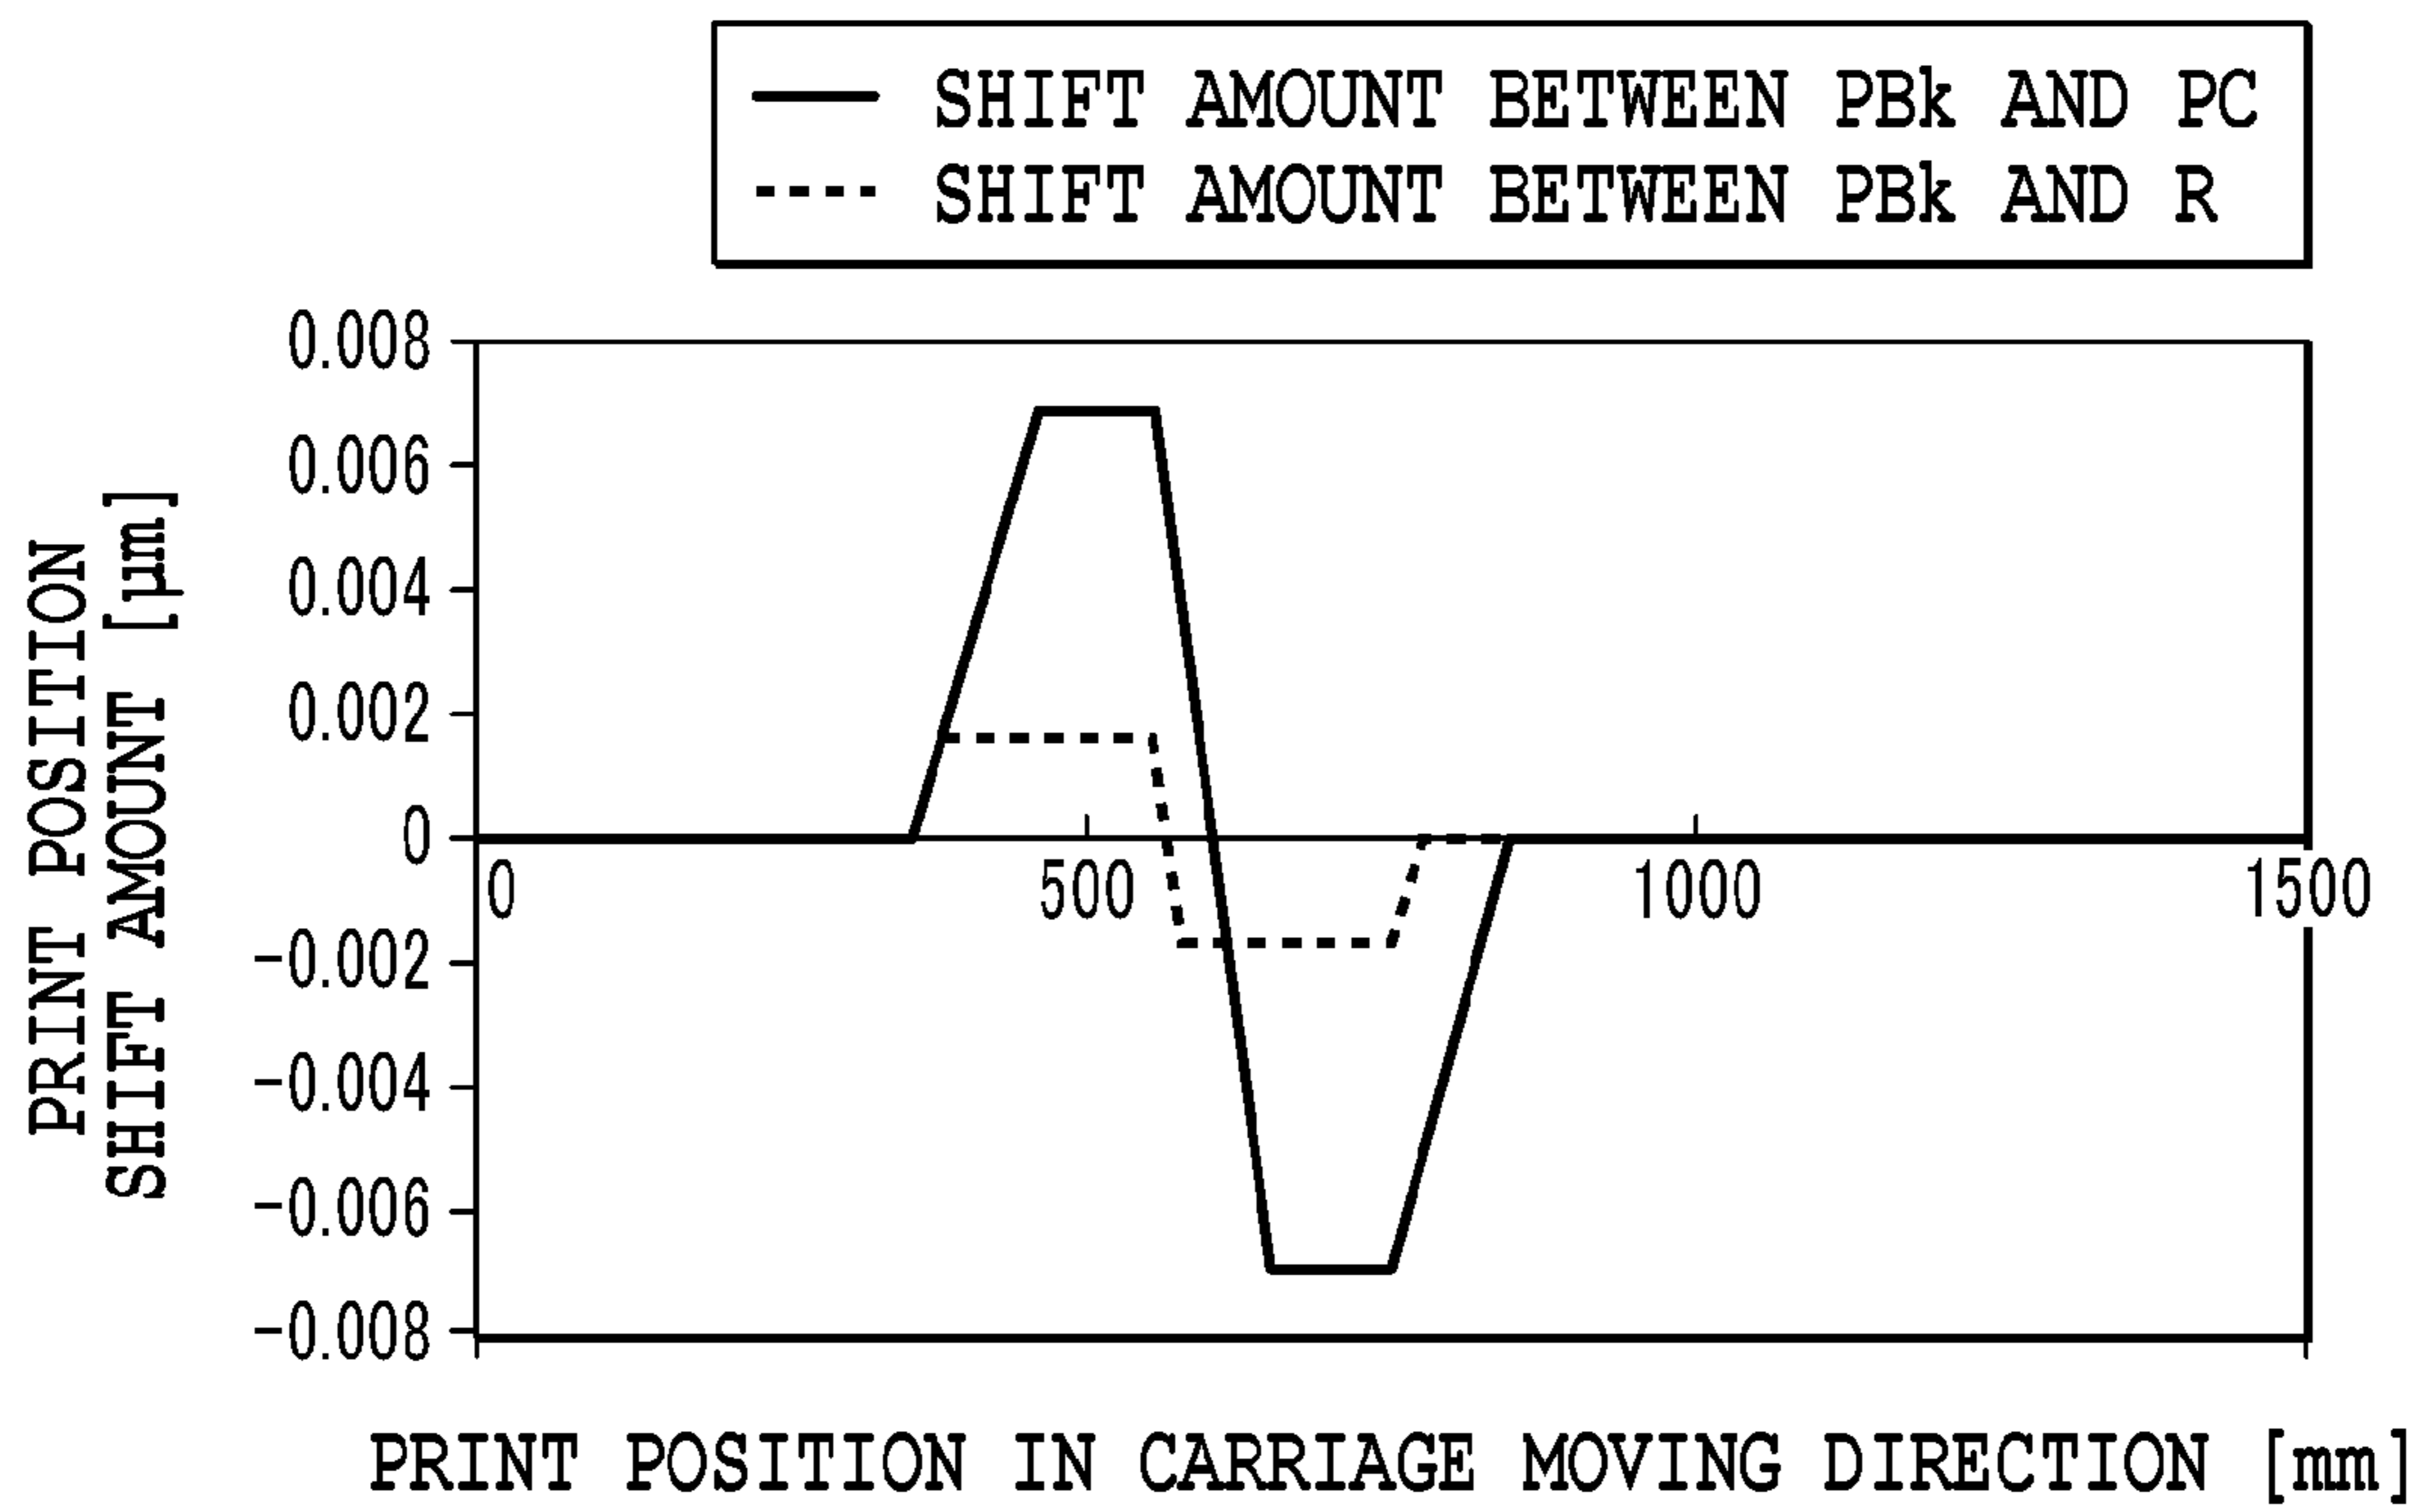 SHIFT AMOUNT BETWEEN PBk AND PC
SHIFT AMOUNT BETWEEN PBk AND R
PRINT POSITION
SHIFT AMOUNT [µm]
0.008
0.006
0.004
0.002
0
-0.002
-0.004
-0.006
-0.008
0 500 1000 1500
PRINT POSITION IN CARRIAGE MOVING DIRECTION [mm]